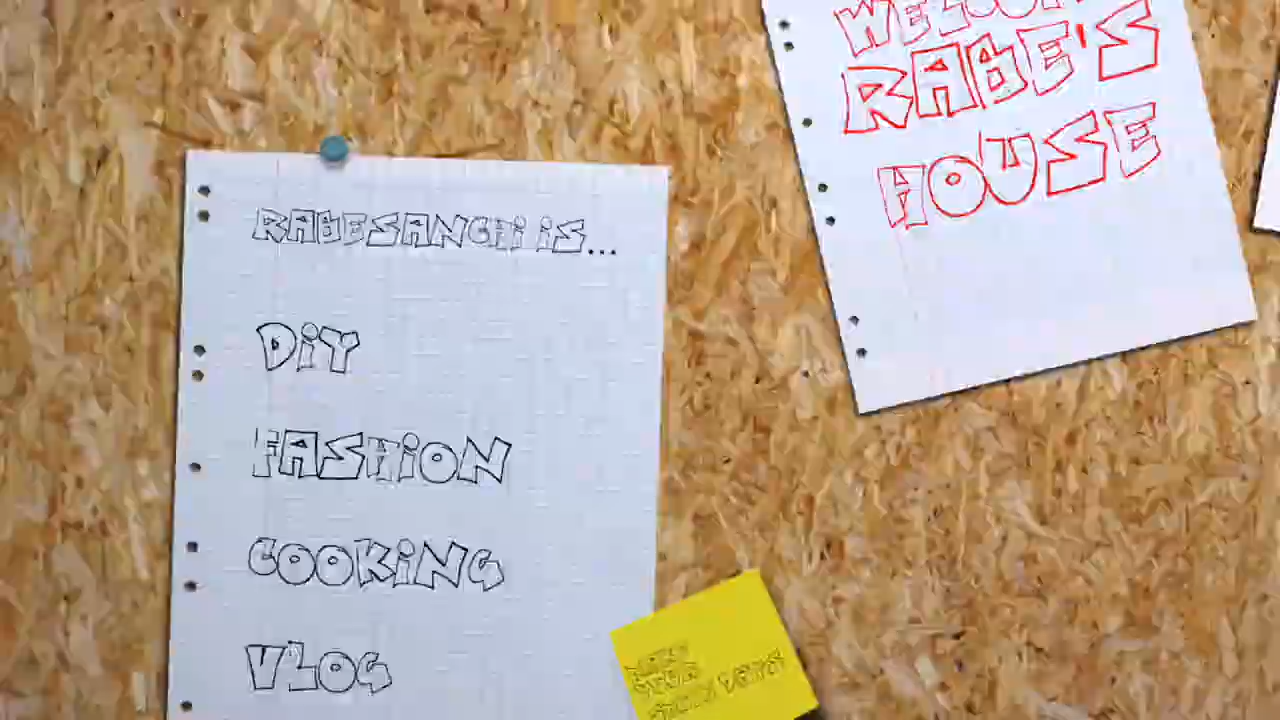 RABESANCHi iS...
DiY
FASHiON
COOKiNG
VLOG
RABE'S
HOUSE